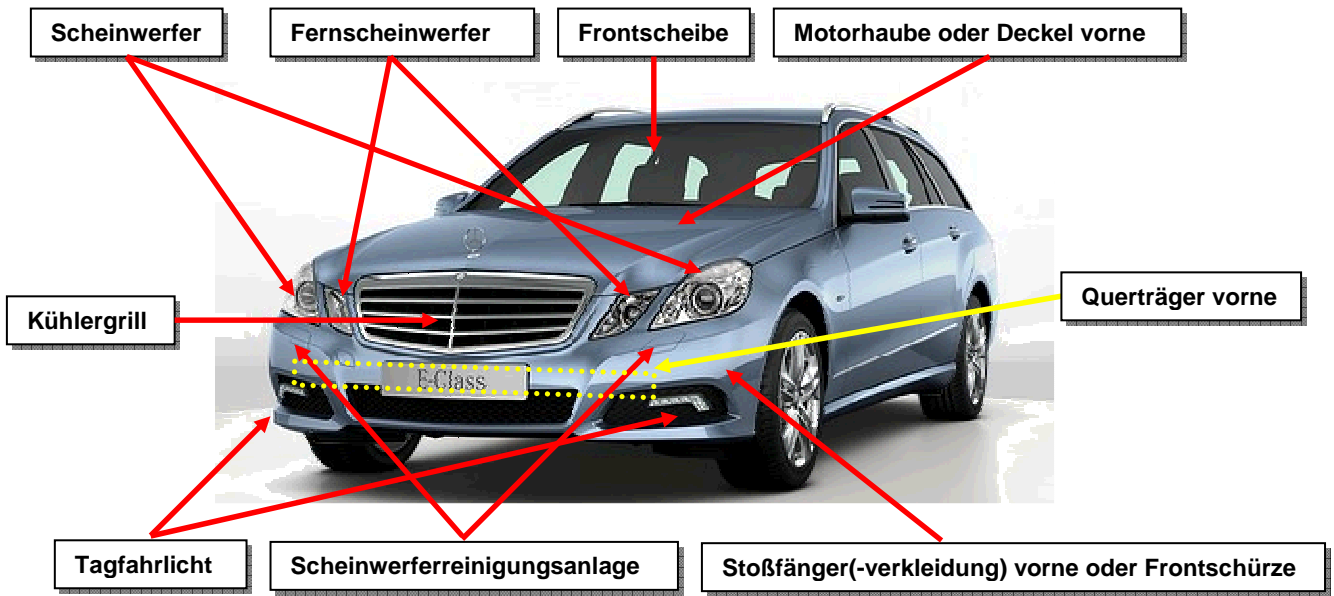 Scheinwerfer
Fernscheinwerfer
Frontscheibe
Motorhaube oder Deckel vorne
Kühlergrill
Querträger vorne
E-Class
Tagfahrlicht
Scheinwerferreinigungsanlage
Stoßfänger(-verkleidung) vorne oder Frontschürze